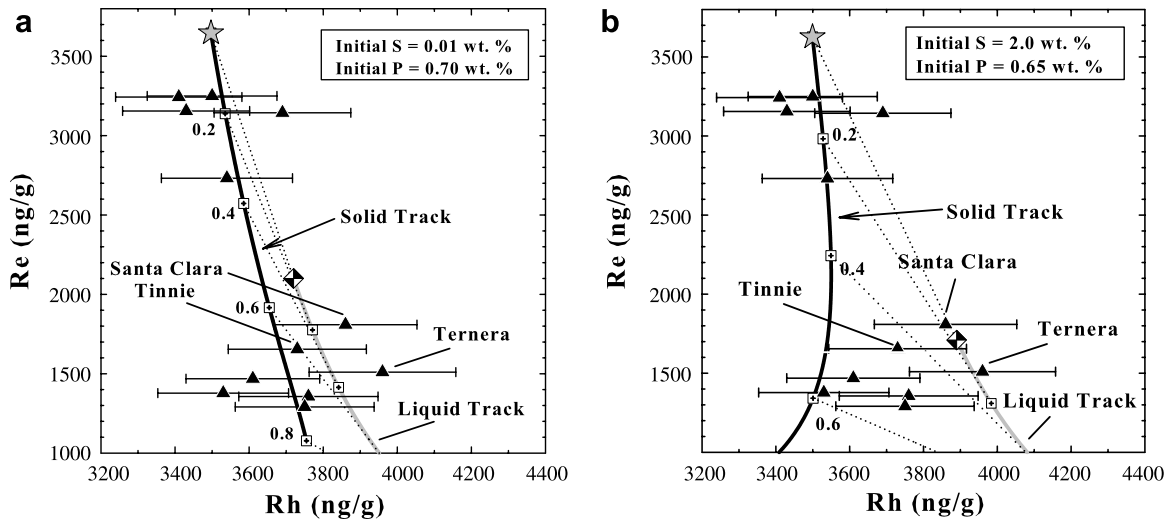 a
Initial S = 0.01 wt. %
Initial P = 0.70 wt. %
3500
3000
2500
2000
1500
1000
Re (ng/g)
0.2
0.4
Solid Track
Santa Clara
Tinnie
0.6
Ternera
Liquid Track
0.8
3200 3400 3600 3800 4000 4200 4400
Rh (ng/g)
b
Initial S = 2.0 wt. %
Initial P = 0.65 wt. %
3500
3000
2500
2000
1500
1000
Re (ng/g)
0.2
Solid Track
0.4
Santa Clara
Tinnie
Ternera
Liquid Track
0.6
3200 3400 3600 3800 4000 4200 4400
Rh (ng/g)